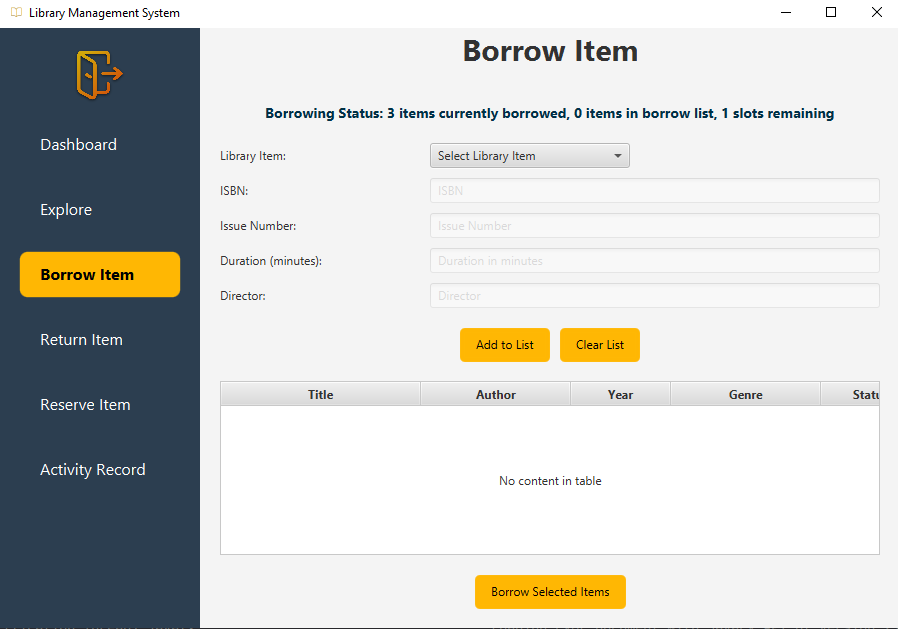 Library Management System
Borrow Item
Borrowing Status: 3 items currently borrowed, 0 items in borrow list, 1 slots remaining
Dashboard
Explore
Borrow Item
Return Item
Reserve Item
Activity Record
Library Item: Select Library Item
ISBN: ISBN
Issue Number: Issue Number
Duration (minutes): Duration in minutes
Director: Director
Add to List Clear List
Title Author Year Genre Statu
No content in table
Borrow Selected Items